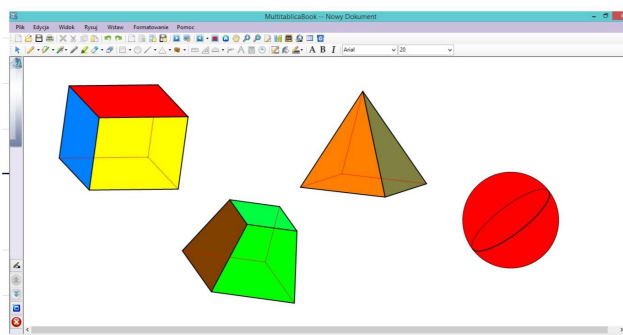 MultitablicaBook -- Nowy Dokument
Plik Edycja Widok Rysuj Wstaw Formatowanie Pomoc
A B I Arial 20